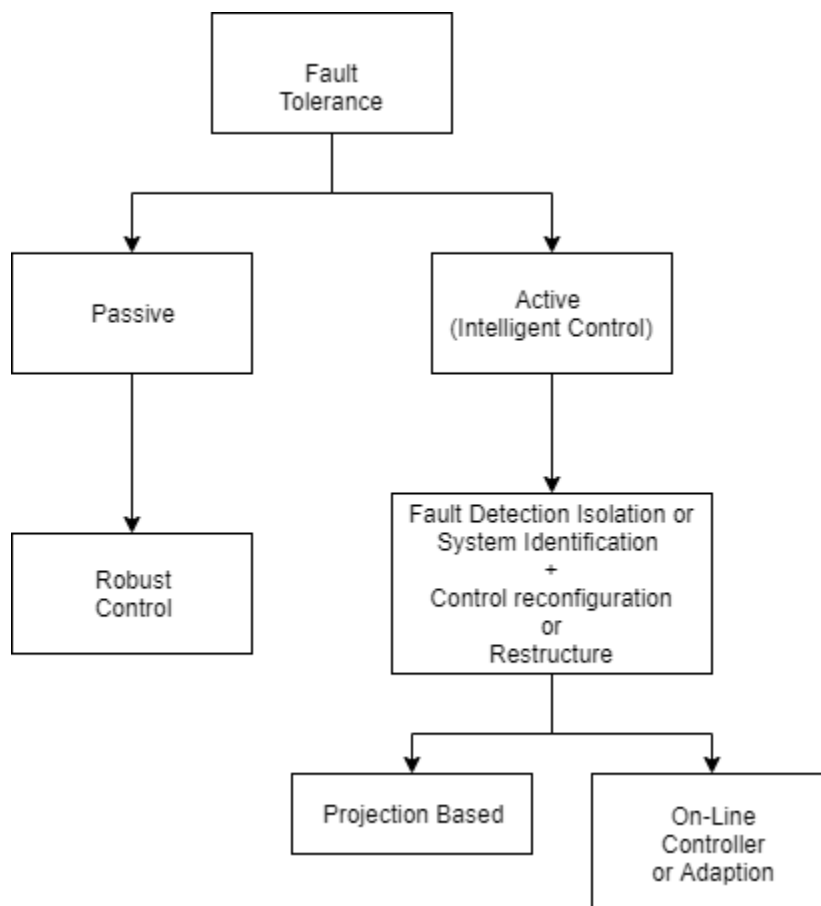 Fault
Tolerance
Passive
Active
(Intelligent Control)
Fault Detection Isolation or
System Identification
+
Control reconfiguration
or
Restructure
Robust
Control
Projection Based
On-Line
Controller
or Adaption